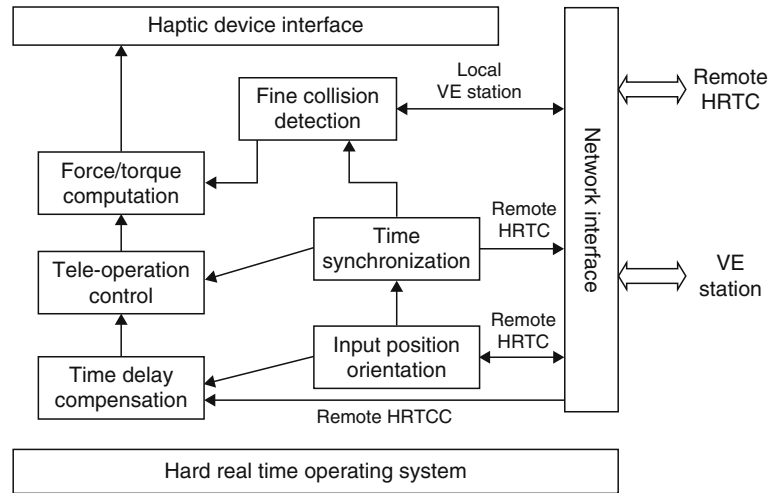 Haptic device interface
Local
VE station
Fine collision
detection
Remote
HRTC
Force/torque
computation
Network interface
Remote
HRTC
Time
synchronization
Tele-operation
control
VE
station
Remote
HRTC
Input position
orientation
Time delay
compensation
Remote HRTCC
Hard real time operating system